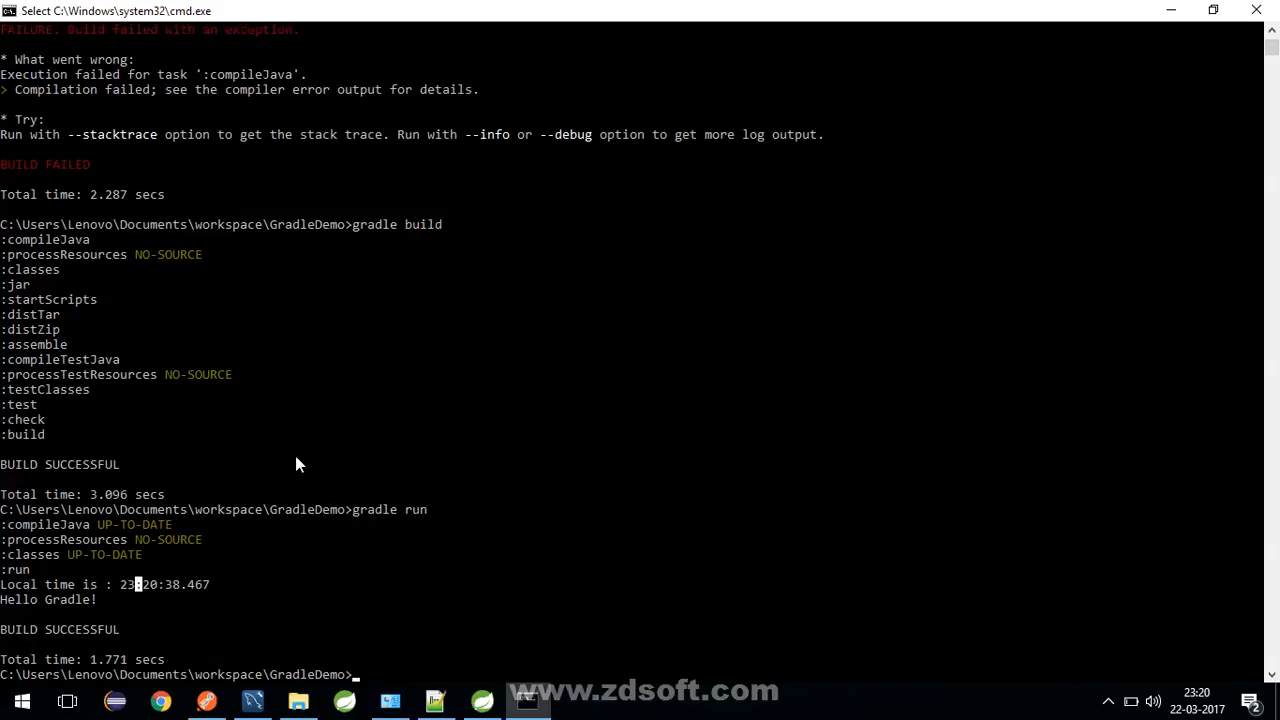 Select C:\Windows\system32\cmd.exe
FAILURE: Build failed with an exception.
* What went wrong:
Execution failed for task ':compileJava'.
> Compilation failed; see the compiler error output for details.
* Try:
Run with --stacktrace option to get the stack trace. Run with --info or --debug option to get more log output.
BUILD FAILED
Total time: 2.287 secs
C:\Users\Lenovo\Documents\workspace\GradleDemo>gradle build
:compileJava
:processResources NO-SOURCE
:classes
:jar
:startScripts
:distTar
:distZip
:assemble
:compileTestJava
:processTestResources NO-SOURCE
:testClasses
:test
:check
:build
BUILD SUCCESSFUL
Total time: 3.096 secs
C:\Users\Lenovo\Documents\workspace\GradleDemo>gradle run
:compileJava UP-TO-DATE
:processResources NO-SOURCE
:classes UP-TO-DATE
:run
Local time is : 23:20:38.467
Hello Gradle!
BUILD SUCCESSFUL
Total time: 1.771 secs
C:\Users\Lenovo\Documents\workspace\GradleDemo>
www.zdsoft.com
23:20
22-03-2017
2